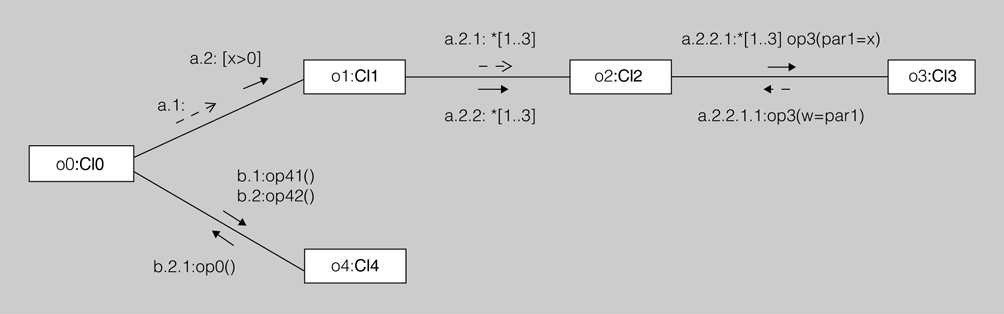 a.2: [x>0]
a.1:
a.2.1: *[1..3]
a.2.2.1:*[1..3] op3(par1=x)
o1:Cl1
o2:Cl2
o3:Cl3
a.2.2: *[1..3]
a.2.2.1.1:op3(w=par1)
o0:Cl0
b.1:op41()
b.2:op42()
b.2.1:op0()
o4:Cl4